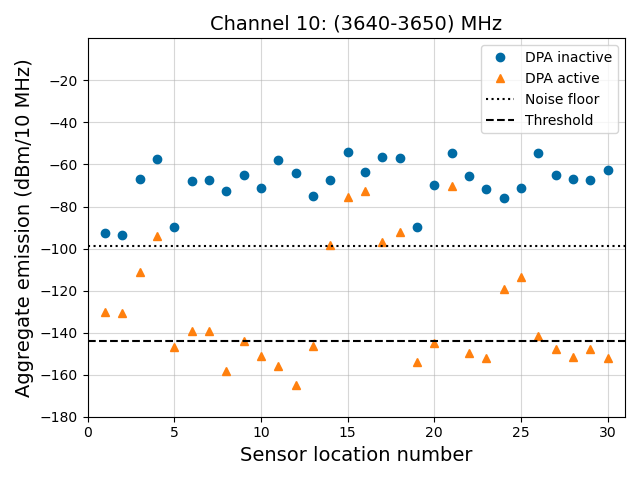 Channel 10: (3640-3650) MHz
Aggregate emission (dBm/10 MHz)
−20
−40
−60
−80
−100
−120
−140
−160
−180
DPA inactive
DPA active
Noise floor
Threshold
0
5
10
15
20
25
30
Sensor location number